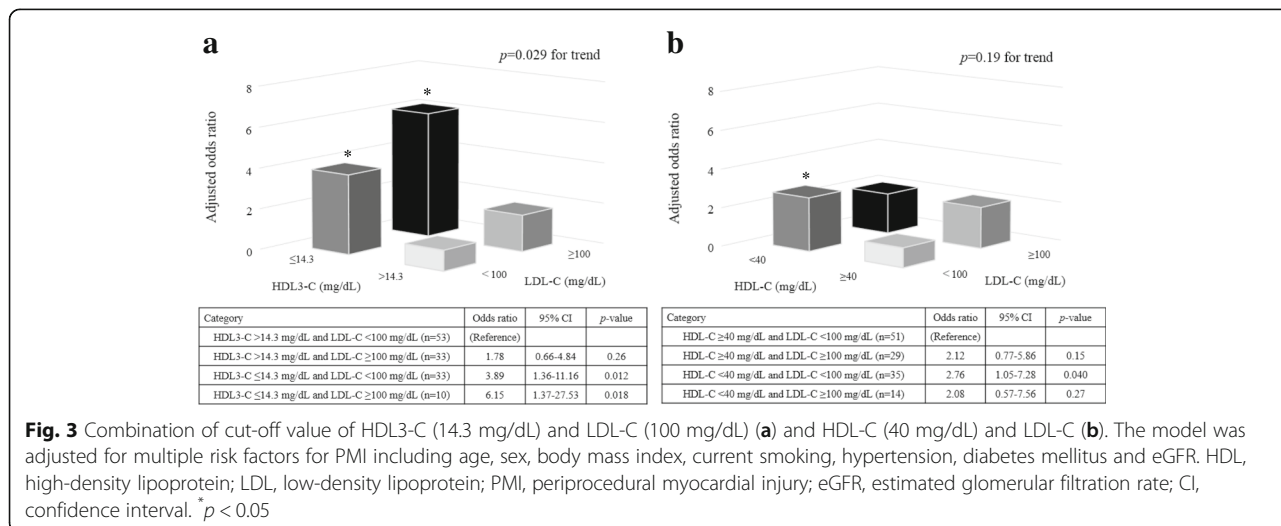 a
p=0.029 for trend
Adjusted odds ratio
8
6
4
2
0
*
*
≤14.3
>14.3
<100
≥100
HDL3-C (mg/dL)
LDL-C (mg/dL)
Category Odds ratio 95% CI p-value
HDL3-C >14.3 mg/dL and LDL-C <100 mg/dL (n=53) (Reference)
HDL3-C >14.3 mg/dL and LDL-C ≥100 mg/dL (n=33) 1.78 0.66-4.84 0.26
HDL3-C ≤14.3 mg/dL and LDL-C <100 mg/dL (n=33) 3.89 1.36-11.16 0.012
HDL3-C ≤14.3 mg/dL and LDL-C ≥100 mg/dL (n=10) 6.15 1.37-27.53 0.018
b
p=0.19 for trend
Adjusted odds ratio
8
6
4
2
0
*
<40
≥40
<100
≥100
HDL-C (mg/dL)
LDL-C (mg/dL)
Category Odds ratio 95% CI p-value
HDL-C ≥40 mg/dL and LDL-C <100 mg/dL (n=51) (Reference)
HDL-C ≥40 mg/dL and LDL-C ≥100 mg/dL (n=29) 2.12 0.77-5.86 0.15
HDL-C <40 mg/dL and LDL-C <100 mg/dL (n=35) 2.76 1.05-7.28 0.040
HDL-C <40 mg/dL and LDL-C ≥100 mg/dL (n=14) 2.08 0.57-7.56 0.27
Fig. 3 Combination of cut-off value of HDL3-C (14.3 mg/dL) and LDL-C (100 mg/dL) (a) and HDL-C (40 mg/dL) and LDL-C (b). The model was
adjusted for multiple risk factors for PMI including age, sex, body mass index, current smoking, hypertension, diabetes mellitus and eGFR. HDL,
high-density lipoprotein; LDL, low-density lipoprotein; PMI, periprocedural myocardial injury; eGFR, estimated glomerular filtration rate; CI,
confidence interval. *p < 0.05